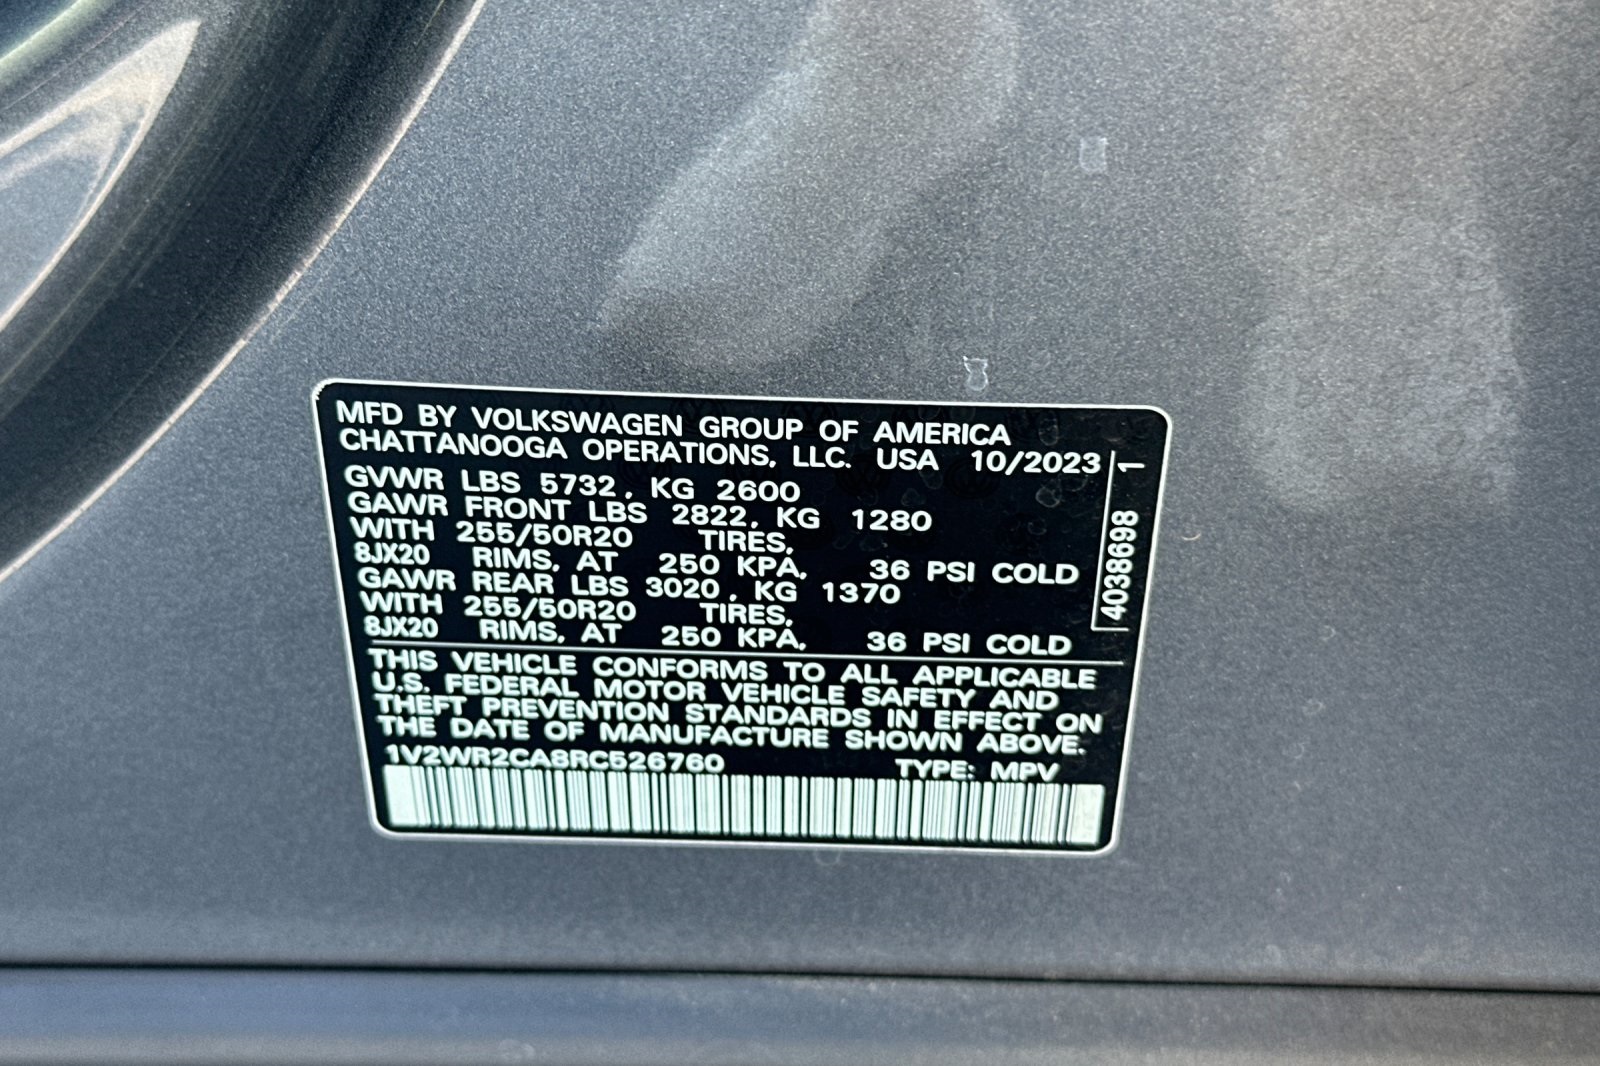 MFD BY VOLKSWAGEN GROUP OF AMERICA
CHATTANOOGA OPERATIONS, LLC. USA 10/2023
GVWR LBS 5732, KG 2600
GAWR FRONT LBS 2822, KG 1280
WITH 255/50R20 TIRES,
8JX20 RIMS, AT 250 KPA, 36 PSI COLD
GAWR REAR LBS 3020, KG 1370
WITH 255/50R20 TIRES,
8JX20 RIMS, AT 250 KPA, 36 PSI COLD
THIS VEHICLE CONFORMS TO ALL APPLICABLE
U.S. FEDERAL MOTOR VEHICLE SAFETY AND
THEFT PREVENTION STANDARDS IN EFFECT ON
THE DATE OF MANUFACTURE SHOWN ABOVE.
1V2WR2CA8RC526760 TYPE: MPV
4038698 1